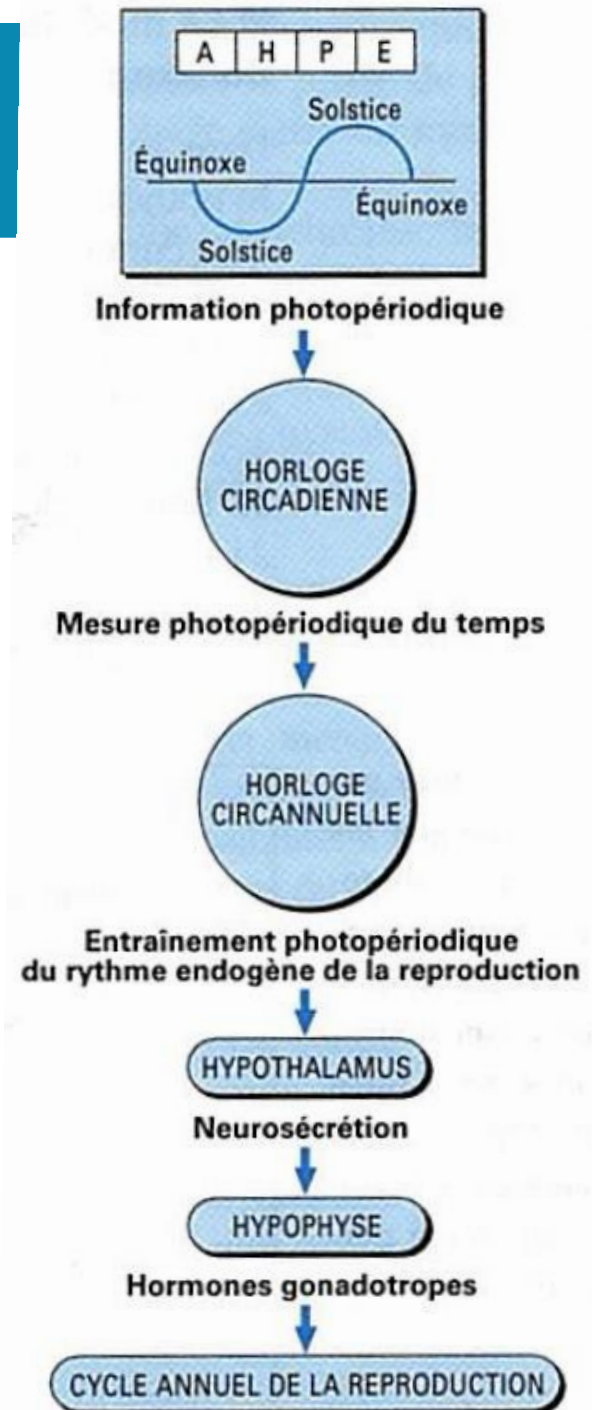 A H P E
Solstice
Équinoxe
Équinoxe
Solstice
Information photopériodique
HORLOGE
CIRCADIENNE
Mesure photopériodique du temps
HORLOGE
CIRCANNUELLE
Entraînement photopériodique
du rythme endogène de la reproduction
HYPOTHALAMUS
Neurosécrétion
HYPOPHYSE
Hormones gonadotropes
CYCLE ANNUEL DE LA REPRODUCTION